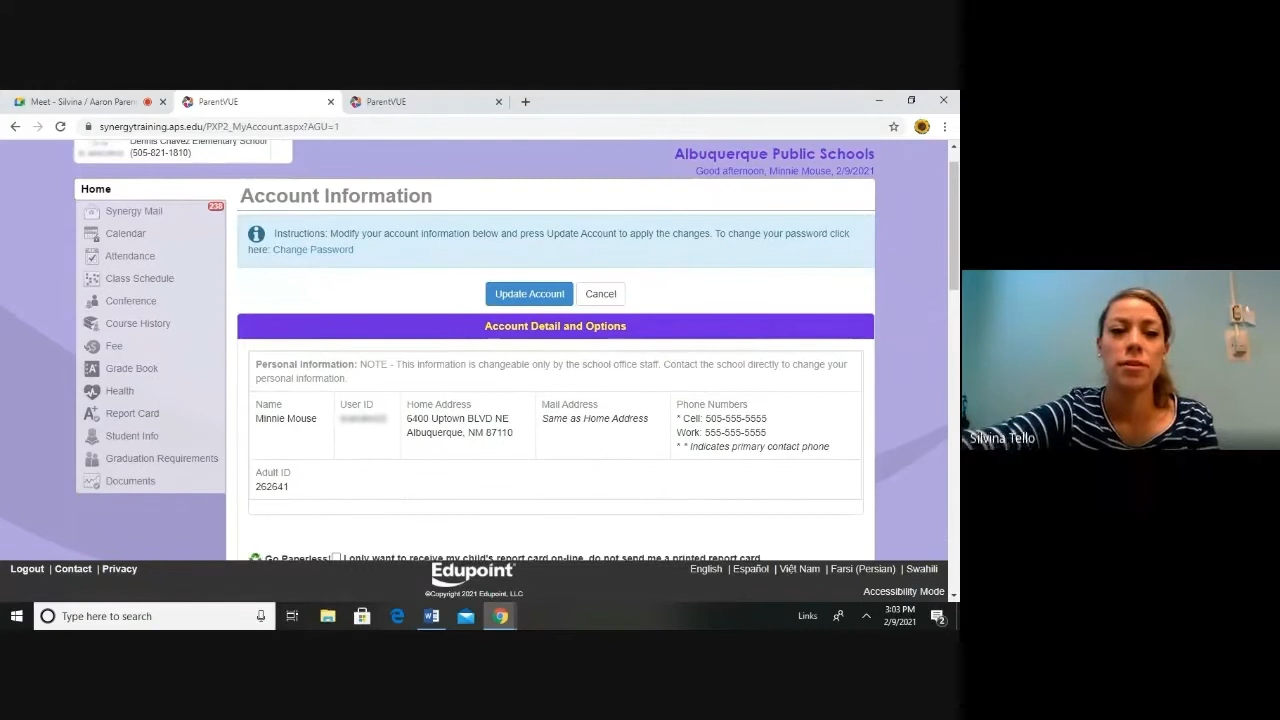 Meet - Silvina / Aaron Paren
ParentVUE
ParentVUE
synergytraining.aps.edu/PXP2_MyAccount.aspx?AGU=1
Dennis Chavez Elementary School
(505-821-1810)
Albuquerque Public Schools
Good afternoon, Minnie Mouse, 2/9/2021
Home
Synergy Mail 238
Calendar
Attendance
Class Schedule
Conference
Course History
Fee
Grade Book
Health
Report Card
Student Info
Graduation Requirements
Documents
Account Information
Instructions: Modify your account information below and press Update Account to apply the changes. To change your password click
here: Change Password
Update Account Cancel
Account Detail and Options
Personal Information: NOTE - This information is changeable only by the school office staff. Contact the school directly to change your
personal information.
Name User ID Home Address Mail Address Phone Numbers
Minnie Mouse 6400 Uptown BLVD NE Same as Home Address * Cell: 505-555-5555
Albuquerque, NM 87110 Work: 555-555-5555
* * Indicates primary contact phone
Adult ID
262641
Go Paperless! I only want to receive my child's report card on-line, do not send me a printed report card
Logout | Contact | Privacy
Edupoint
©Copyright 2021 Edupoint, LLC
English | Español | Việt Nam | Farsi (Persian) | Swahili
Accessibility Mode
Type here to search
Links
3:03 PM
2/9/2021
2
Silvina Tello